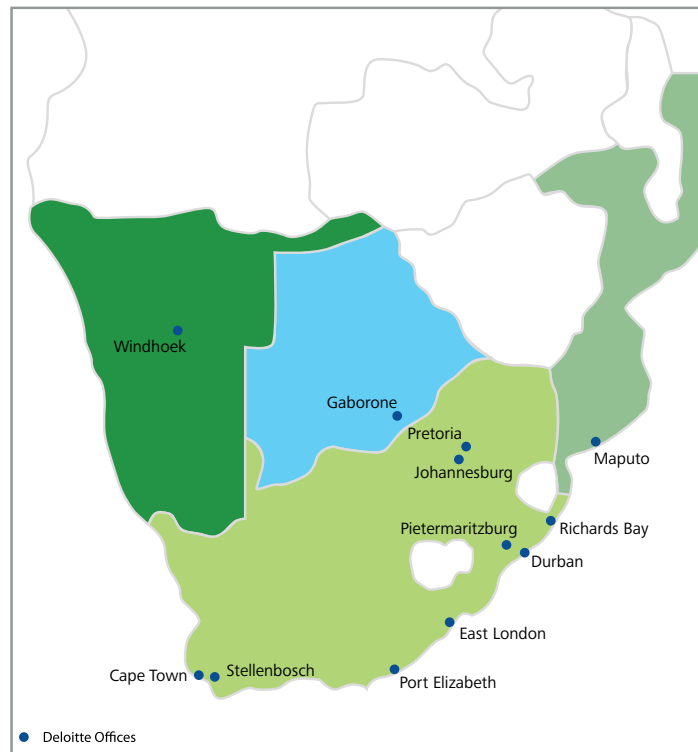 Windhoek
Gaborone
Pretoria
Johannesburg
Maputo
Pietermaritzburg
Richards Bay
Durban
East London
Cape Town
Stellenbosch
Port Elizabeth
Deloitte Offices